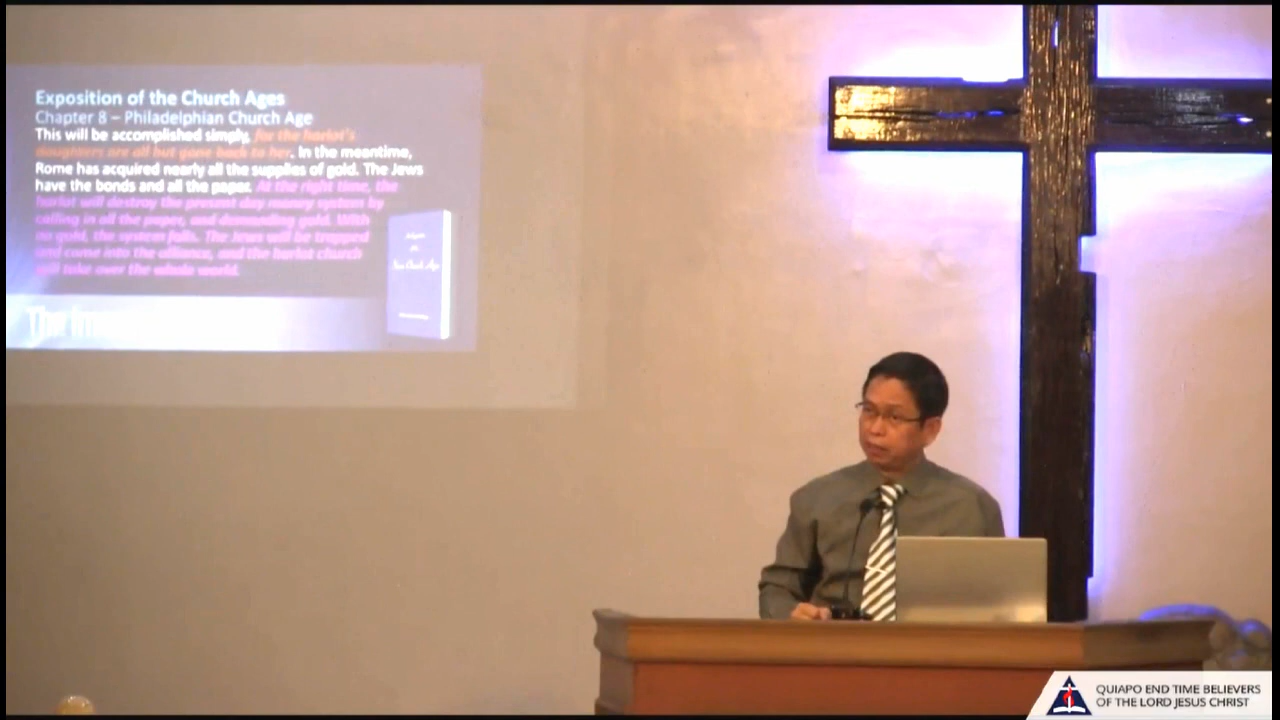 Exposition of the Church Ages
Chapter 8 – Philadelphian Church Age
This will be accomplished simply, for the harlot's
daughters are all but gone back to her. In the meantime,
Rome has acquired nearly all the supplies of gold. The Jews
have the bonds and all the paper. At the right time, the
harlot will destroy the present day money system by
calling in all the paper, and demanding gold. With
no gold, the system falls. The Jews will be trapped
and come into the alliance, and the harlot church
will take over the whole world.
The
Church Age
QUIAPO END TIME BELIEVERS
OF THE LORD JESUS CHRIST